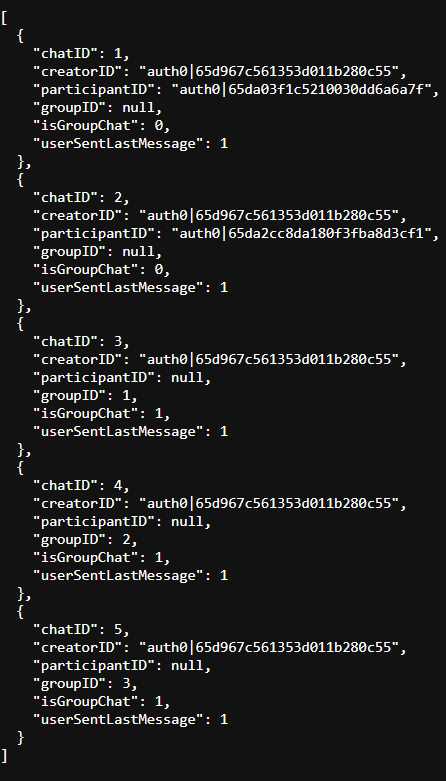 [
  {
    "chatID": 1,
    "creatorID": "auth0|65d967c561353d011b280c55",
    "participantID": "auth0|65da03f1c5210030dd6a6a7f",
    "groupID": null,
    "isGroupChat": 0,
    "userSentLastMessage": 1
  },
  {
    "chatID": 2,
    "creatorID": "auth0|65d967c561353d011b280c55",
    "participantID": "auth0|65da2cc8da180f3fba8d3cf1",
    "groupID": null,
    "isGroupChat": 0,
    "userSentLastMessage": 1
  },
  {
    "chatID": 3,
    "creatorID": "auth0|65d967c561353d011b280c55",
    "participantID": null,
    "groupID": 1,
    "isGroupChat": 1,
    "userSentLastMessage": 1
  },
  {
    "chatID": 4,
    "creatorID": "auth0|65d967c561353d011b280c55",
    "participantID": null,
    "groupID": 2,
    "isGroupChat": 1,
    "userSentLastMessage": 1
  },
  {
    "chatID": 5,
    "creatorID": "auth0|65d967c561353d011b280c55",
    "participantID": null,
    "groupID": 3,
    "isGroupChat": 1,
    "userSentLastMessage": 1
  }
]